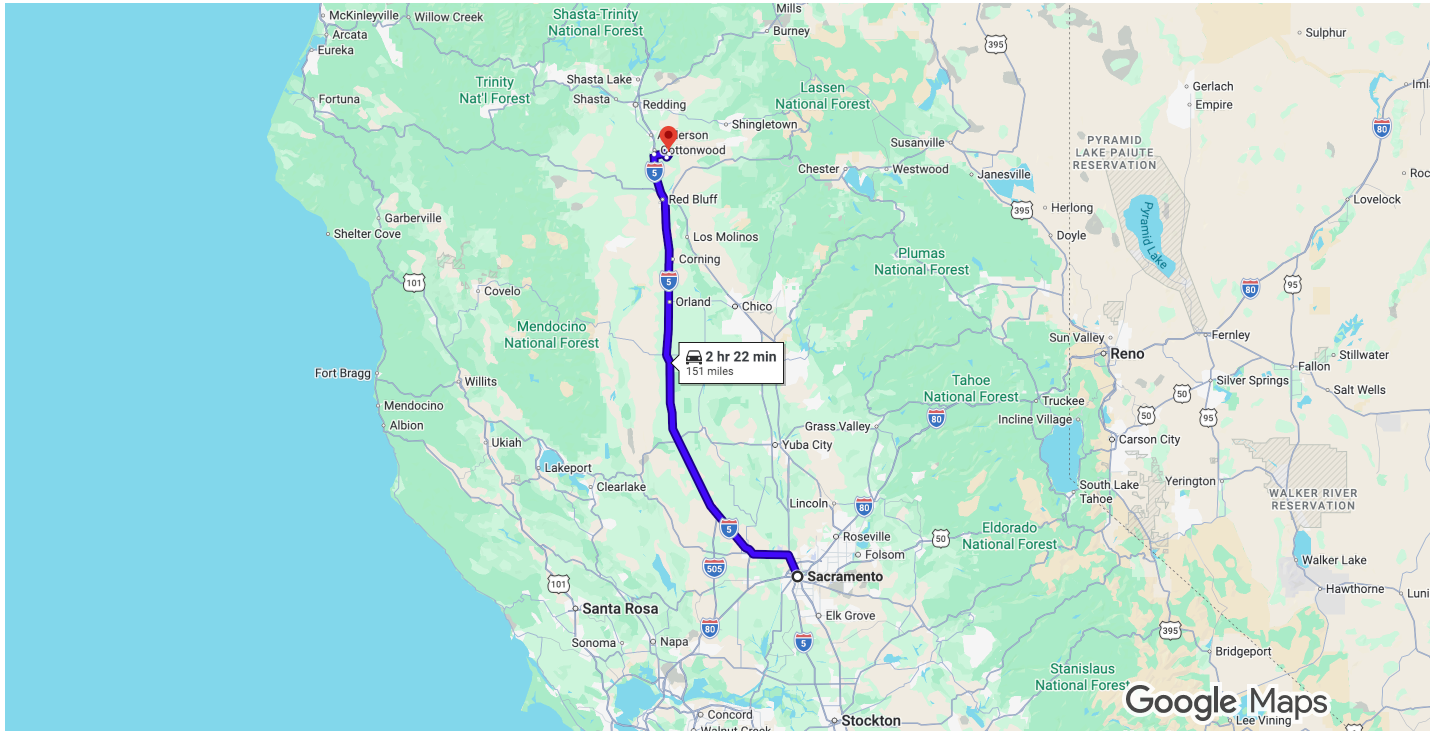 McKinleyville
Willow Creek
Shasta-Trinity
National Forest
Mills
Burney
395
Sulphur
Arcata
Eureka
Trinity
Nat'l Forest
Shasta Lake
Lassen
National Forest
Gerlach
Fortuna
Shasta
Redding
Empire
Shingletown
80
Cottonwood
Susanville
PYRAMID
LAKE PAIUTE
RESERVATION
5
Chester
Westwood
Janesville
Red Bluff
395
Herlong
Lovelock
Garberville
Shelter Cove
Los Molinos
Doyle
Pyramid Lake
Corning
Plumas
National Forest
101
5
Covelo
Orland
Chico
80
95
Mendocino
National Forest
Sun Valley
Fernley
2 hr 22 min
151 miles
Reno
Stillwater
Fallon
Fort Bragg
Willits
Tahoe
National Forest
Silver Springs
Salt Wells
50
Truckee
Mendocino
Albion
80
Incline Village
50
95
Grass Valley
Ukiah
Yuba City
Carson City
Lakeport
Clearlake
South Lake
Tahoe
Yerington
WALKER RIVER
RESERVATION
Lincoln
80
5
Roseville
Eldorado
National Forest
50
Folsom
505
Walker Lake
101
Sacramento
Hawthorne
Santa Rosa
Elk Grove
80
5
395
Sonoma
Napa
Bridgeport
Stanislaus
National Forest
Google Maps
Concord
Stockton
Lee Vining